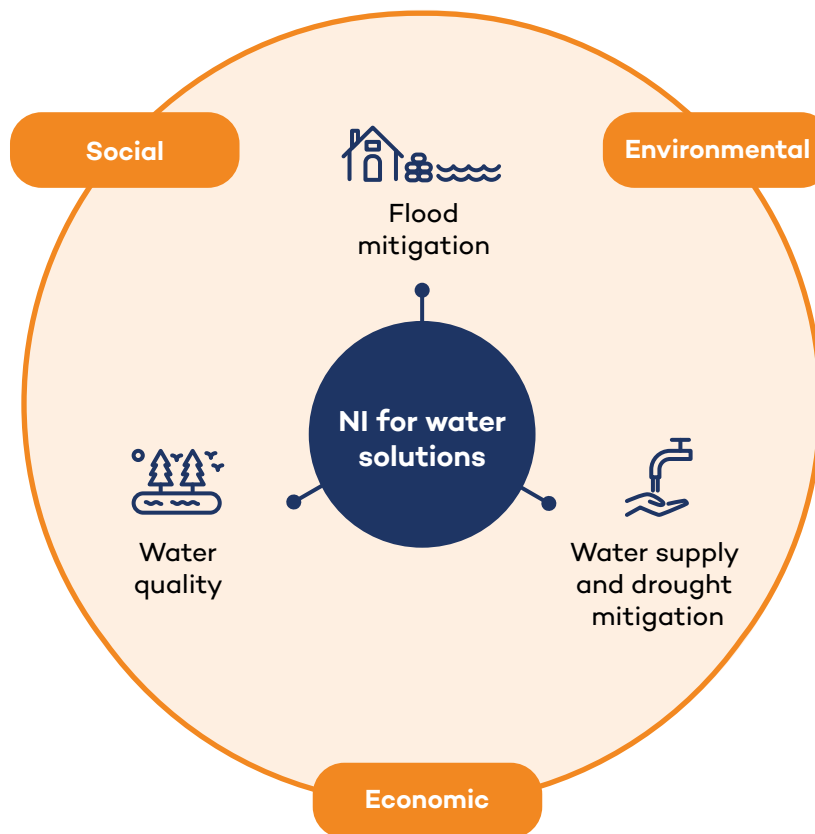 Social
Environmental
Flood
mitigation
NI for water
solutions
Water
quality
Water supply
and drought
mitigation
Economic